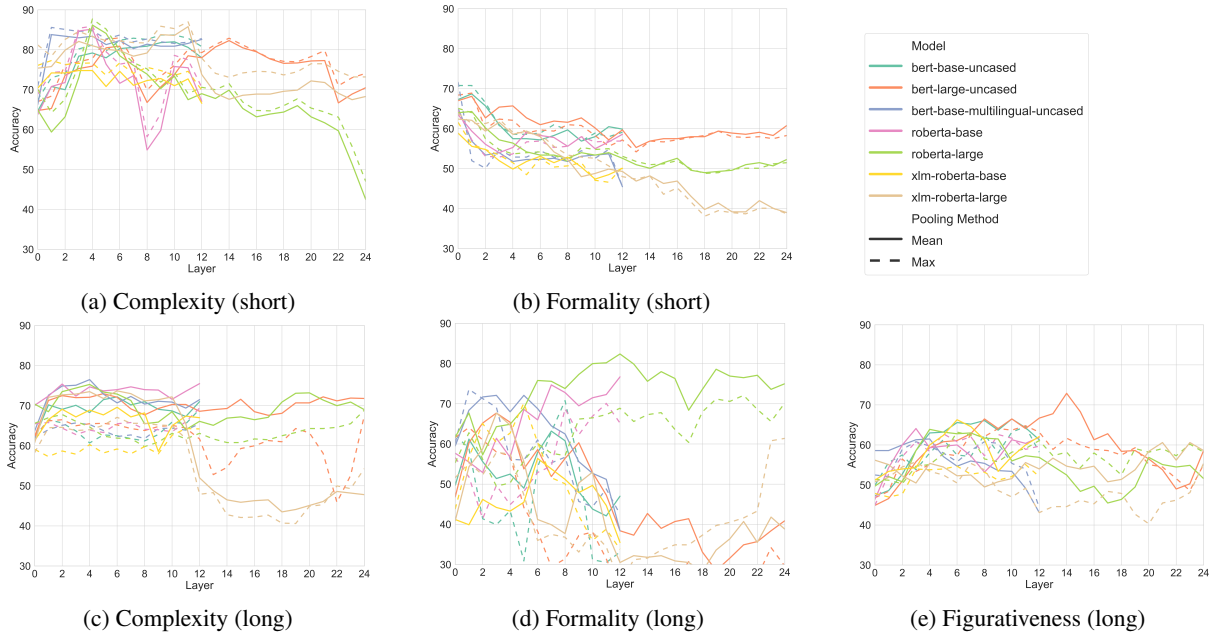 90
80
70
60
50
40
30
Accuracy
0 2 4 6 8 10 12 14 16 18 20 22 24
Layer
(a) Complexity (short)
90
80
70
60
50
40
30
Accuracy
0 2 4 6 8 10 12 14 16 18 20 22 24
Layer
(b) Formality (short)
Model
bert-base-uncased
bert-large-uncased
bert-base-multilingual-uncased
roberta-base
roberta-large
xlm-roberta-base
xlm-roberta-large
Pooling Method
Mean
Max
90
80
70
60
50
40
30
Accuracy
0 2 4 6 8 10 12 14 16 18 20 22 24
Layer
(c) Complexity (long)
90
80
70
60
50
40
30
Accuracy
0 2 4 6 8 10 12 14 16 18 20 22 24
Layer
(d) Formality (long)
90
80
70
60
50
40
30
Accuracy
0 2 4 6 8 10 12 14 16 18 20 22 24
Layer
(e) Figurativeness (long)